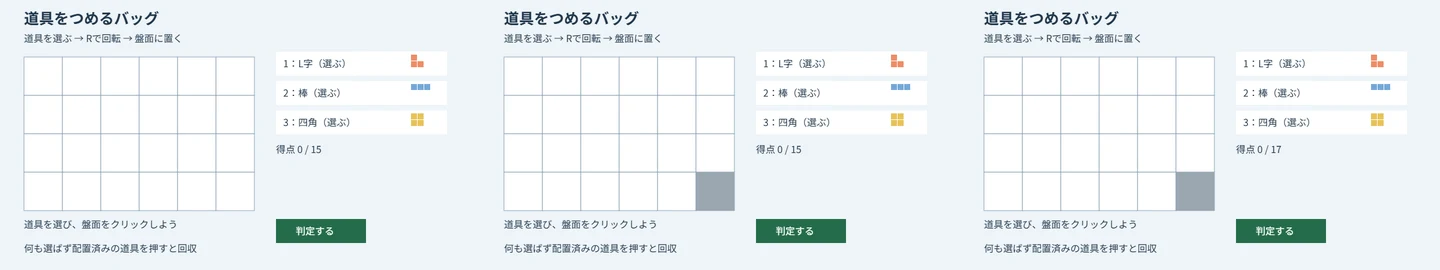 道具をつめるバッグ
道具を選ぶ → Rで回転 → 盤面に置く
1：L字（選ぶ）
2：棒（選ぶ）
3：四角（選ぶ）
得点 0 / 15
道具を選び、盤面をクリックしよう
判定する
何も選ばず配置済みの道具を押すと回収
道具をつめるバッグ
道具を選ぶ → Rで回転 → 盤面に置く
1：L字（選ぶ）
2：棒（選ぶ）
3：四角（選ぶ）
得点 0 / 15
道具を選び、盤面をクリックしよう
判定する
何も選ばず配置済みの道具を押すと回収
道具をつめるバッグ
道具を選ぶ → Rで回転 → 盤面に置く
1：L字（選ぶ）
2：棒（選ぶ）
3：四角（選ぶ）
得点 0 / 17
道具を選び、盤面をクリックしよう
判定する
何も選ばず配置済みの道具を押すと回収